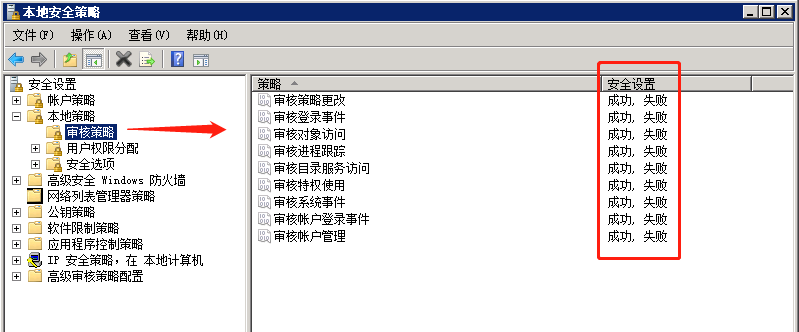 本地安全策略
文件(F) 操作(A) 查看(V) 帮助(H)
安全设置
帐户策略
本地策略
审核策略
用户权限分配
安全选项
高级安全 Windows 防火墙
网络列表管理器策略
公钥策略
软件限制策略
应用程序控制策略
IP 安全策略，在 本地计算机
高级审核策略配置
策略 安全设置
审核策略更改 成功, 失败
审核登录事件 成功, 失败
审核对象访问 成功, 失败
审核进程跟踪 成功, 失败
审核目录服务访问 成功, 失败
审核特权使用 成功, 失败
审核系统事件 成功, 失败
审核帐户登录事件 成功, 失败
审核帐户管理 成功, 失败